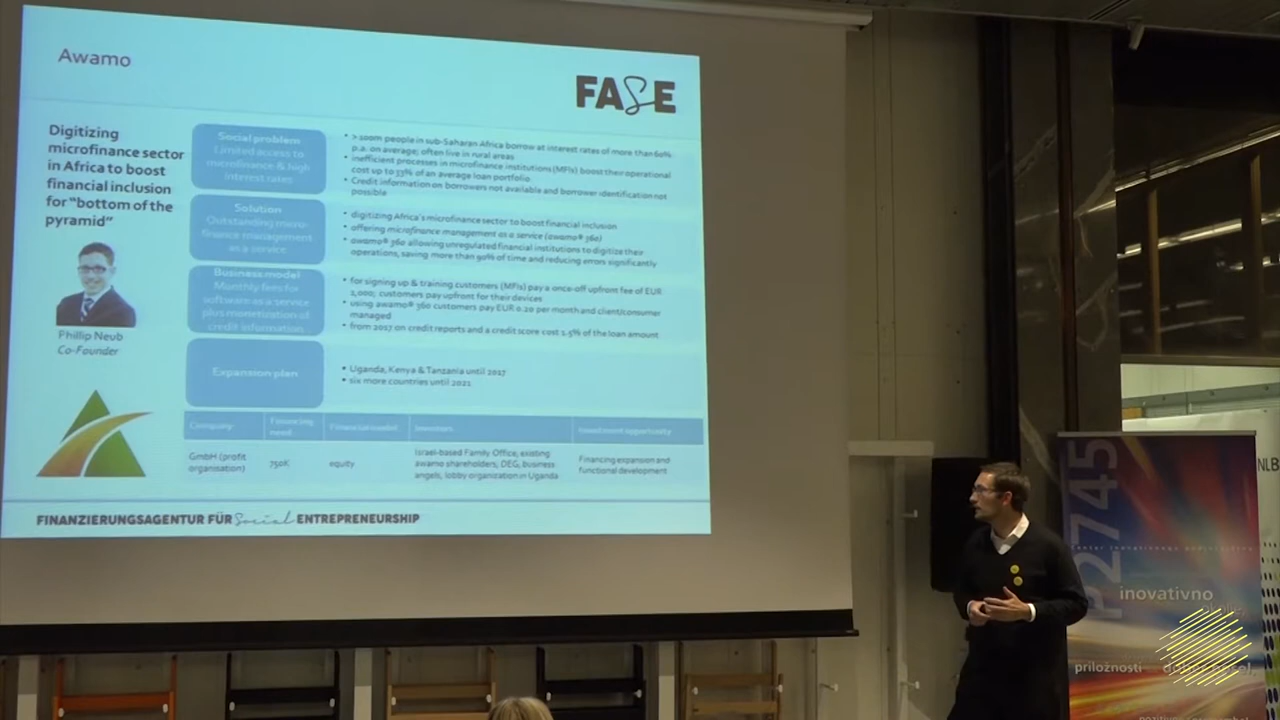 Awamo
FASE
Digitizing
microfinance sector
in Africa to boost
financial inclusion
for "bottom of the
pyramid"
Phillip Neub
Co-Founder
Social problem
Limited access to
microfinance & high
interest rates
• > 200m people in sub-Saharan Africa borrow at interest rates of more than 60%
p.a. on average; often live in rural areas
• inefficient processes in microfinance institutions (MFIs) boost their operational
cost up to 33% of an average loan portfolio
• Credit information on borrowers not available and borrower identification not
possible
Solution
Outstanding micro-
finance management
as a service
• digitizing Africa's microfinance sector to boost financial inclusion
• offering microfinance management as a service (awamo® 360)
• awamo® 360 allowing unregulated financial institutions to digitize their
operations, saving more than 90% of time and reducing errors significantly
Business model
Monthly fees for
software as a service
plus monetization of
credit information
• for signing up & training customers (MFIs) pay a once-off upfront fee of EUR
1,000; customers pay upfront for their devices
• using awamo® 360 customers pay EUR 0.20 per month and client/consumer
managed
• from 2017 on credit reports and a credit score cost 1.5% of the loan amount
Expansion plan
• Uganda, Kenya & Tanzania until 2017
• six more countries until 2021
Company
Financing
need
Financial model
Investors
Investment opportunity
GmbH (profit
organisation)
750K
equity
Israel-based Family Office, existing
awamo shareholders, DEG, business
angels, lobby organization in Uganda
Financing expansion and
functional development
FINANZIERUNGSAGENTUR FÜR Social ENTREPRENEURSHIP
P2745
inovativno
priložnosti
NLB